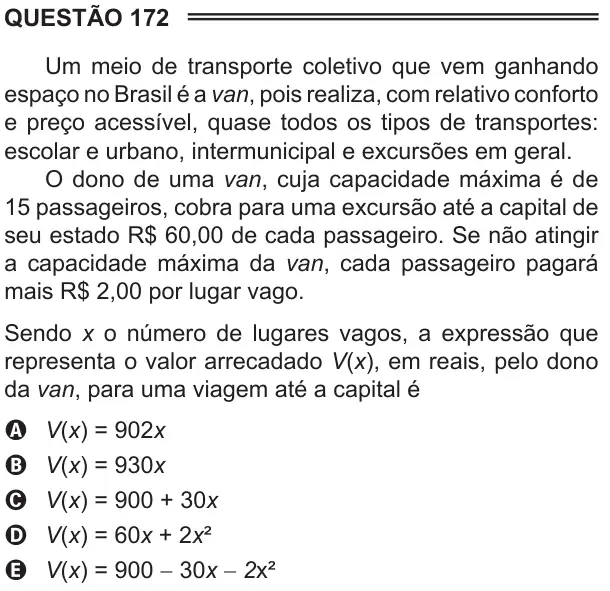 QUESTÃO 172
Um meio de transporte coletivo que vem ganhando
espaço no Brasil é a van, pois realiza, com relativo conforto
e preço acessível, quase todos os tipos de transportes:
escolar e urbano, intermunicipal e excursões em geral.
O dono de uma van, cuja capacidade máxima é de
15 passageiros, cobra para uma excursão até a capital de
seu estado R$ 60,00 de cada passageiro. Se não atingir
a capacidade máxima da van, cada passageiro pagará
mais R$ 2,00 por lugar vago.
Sendo x o número de lugares vagos, a expressão que
representa o valor arrecadado V(x), em reais, pelo dono
da van, para uma viagem até a capital é
A V(x) = 902x
B V(x) = 930x
C V(x) = 900 + 30x
D V(x) = 60x + 2x²
E V(x) = 900 – 30x – 2x²